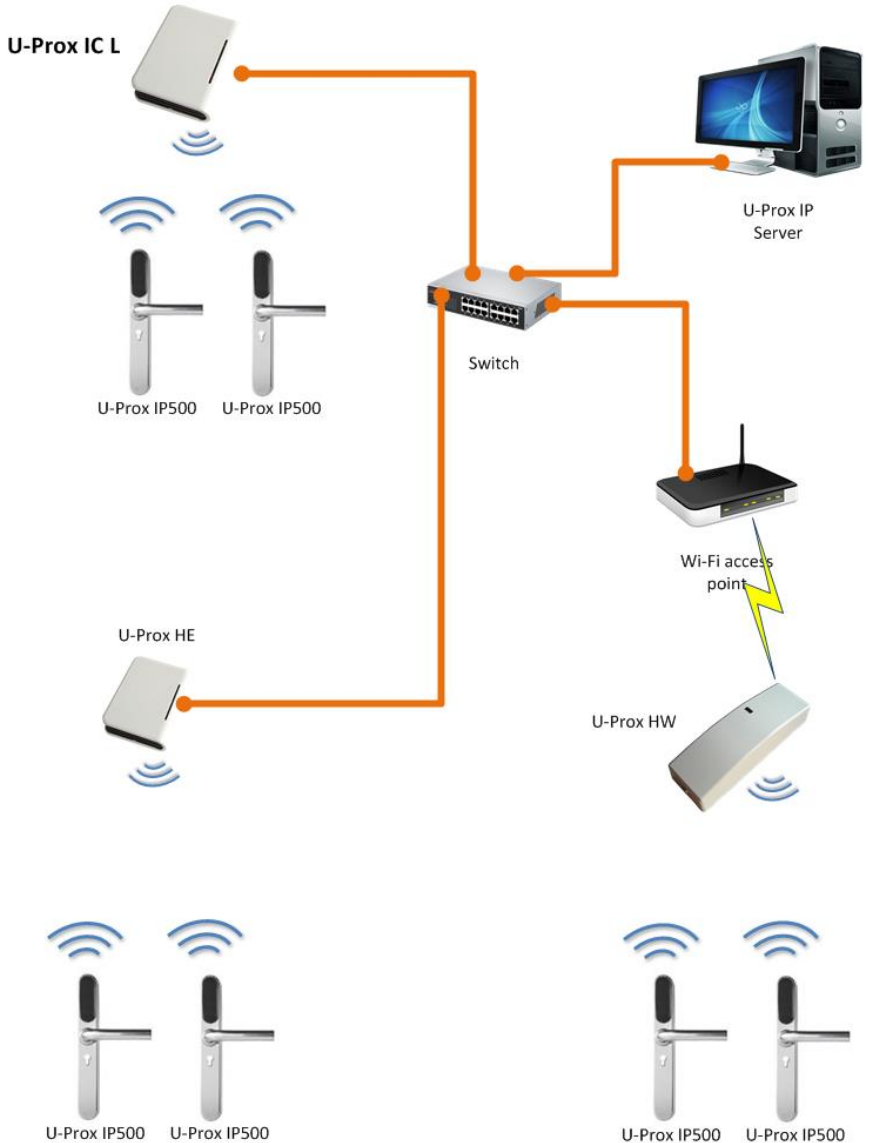 U-Prox IC L
U-Prox IP
Server
Switch
U-Prox IP500
U-Prox IP500
Wi-Fi access
point
U-Prox HE
U-Prox HW
U-Prox IP500
U-Prox IP500
U-Prox IP500
U-Prox IP500